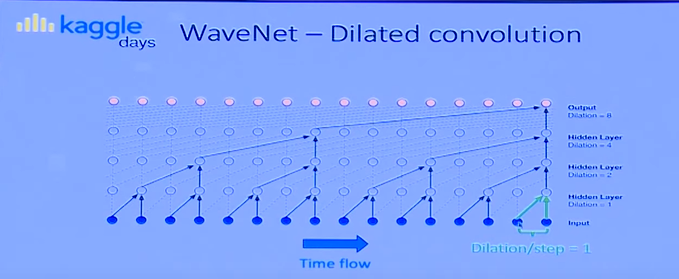 kaggle
days
WaveNet – Dilated convolution
Output
Dilation = 8
Hidden Layer
Dilation = 4
Hidden Layer
Dilation = 2
Hidden Layer
Dilation = 1
Input
Dilation/step = 1
Time flow